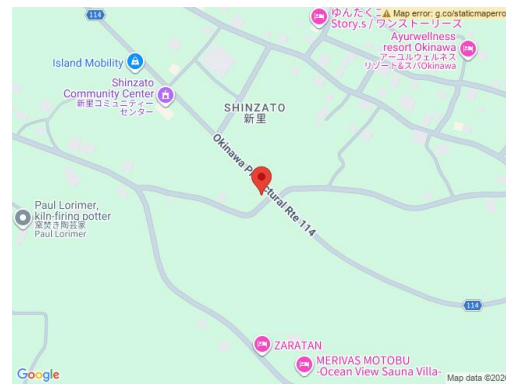 114
ゆんたくこ
Story.s / ワンストーリーズ
Map error: g.co/staticmaperro
Ayurwellness
resort Okinawa
アーユルウェルネス
リゾート&スパOkinawa
Island Mobility
Shinzato
Community Center
新里コミュニティー
センター
SHINZATO
新里
Okinawa Prefectural Rte 114
Paul Lorimer,
kiln-firing potter
窯焚き陶芸家
Paul Lorimer
114
114
ZARATAN
MERIVAS MOTOBU
-Ocean View Sauna Villa-
Google
Map data ©2026